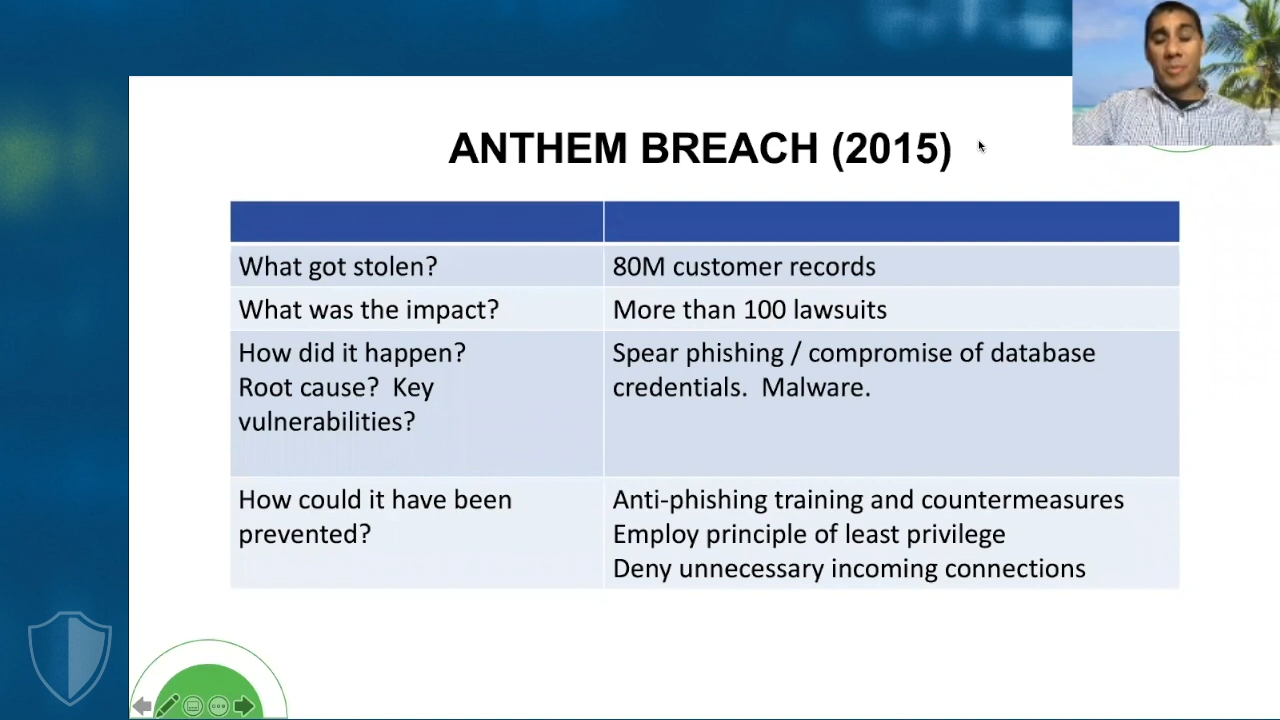 ANTHEM BREACH (2015)
What got stolen?
80M customer records
What was the impact?
More than 100 lawsuits
How did it happen?
Root cause?  Key
vulnerabilities?
Spear phishing / compromise of database
credentials.  Malware.
How could it have been
prevented?
Anti-phishing training and countermeasures
Employ principle of least privilege
Deny unnecessary incoming connections